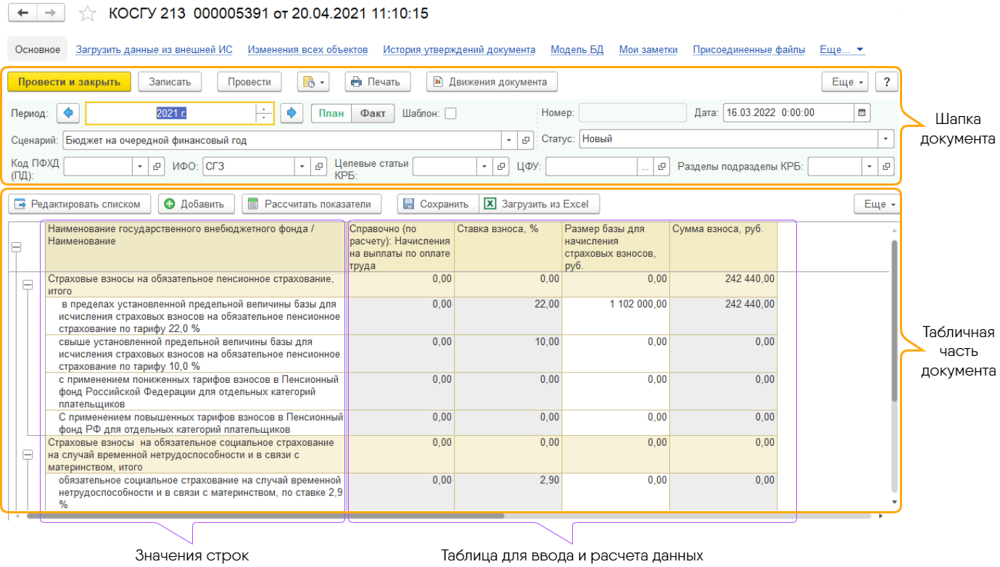 КОСГУ 213 000005391 от 20.04.2021 11:10:15
Основное Загрузить данные из внешней ИС Изменения всех объектов История утверждений документа Модель БД Мои заметки Присоединенные файлы Еще...
Провести и закрыть Записать Провести Печать Движения документа Еще ?
Период: 2021 г. План Факт Шаблон: Номер: Дата: 16.03.2022 0:00:00
Сценарий: Бюджет на очередной финансовый год Статус: Новый
Код ПФХД (ПД): ИФО: СГЗ Целевые статьи КРБ: ЦФУ: ... Разделы подразделы КРБ:
Шапка
документа
Редактировать списком Добавить Рассчитать показатели Сохранить Загрузить из Excel Еще
Наименование государственного внебюджетного фонда /
Наименование
Справочно (по
расчету): Начисления
на выплаты по оплате
труда
Ставка взноса, %
Размер базы для
начисления
страховых взносов,
руб.
Сумма взноса, руб.
Страховые взносы на обязательное пенсионное страхование, 0,00 0,00 0,00 242 440,00
итого
в пределах установленной предельной величины базы для 0,00 22,00 1 102 000,00 242 440,00
исчисления страховых взносов на обязательное пенсионное
страхование по тарифу 22,0 %
свыше установленной предельной величины базы для 0,00 10,00 0,00 0,00
исчисления страховых взносов на обязательное пенсионное
страхование по тарифу 10,0 %
с применением пониженных тарифов взносов в Пенсионный 0,00 0,00 0,00 0,00
фонд Российской Федерации для отдельных категорий
плательщиков
С применением повышенных тарифов взносов в Пенсионный 0,00 0,00 0,00 0,00
фонд РФ для отдельных категорий плательщиков
Страховые взносы на обязательное социальное страхование 0,00 0,00 0,00 0,00
на случай временной нетрудоспособности и в связи с
материнством, итого
обязательное социальное страхование на случай временной 0,00 2,90 0,00 0,00
нетрудоспособности и в связи с материнством, по ставке 2,9
%
Табличная
часть
документа
Значения строк
Таблица для ввода и расчета данных